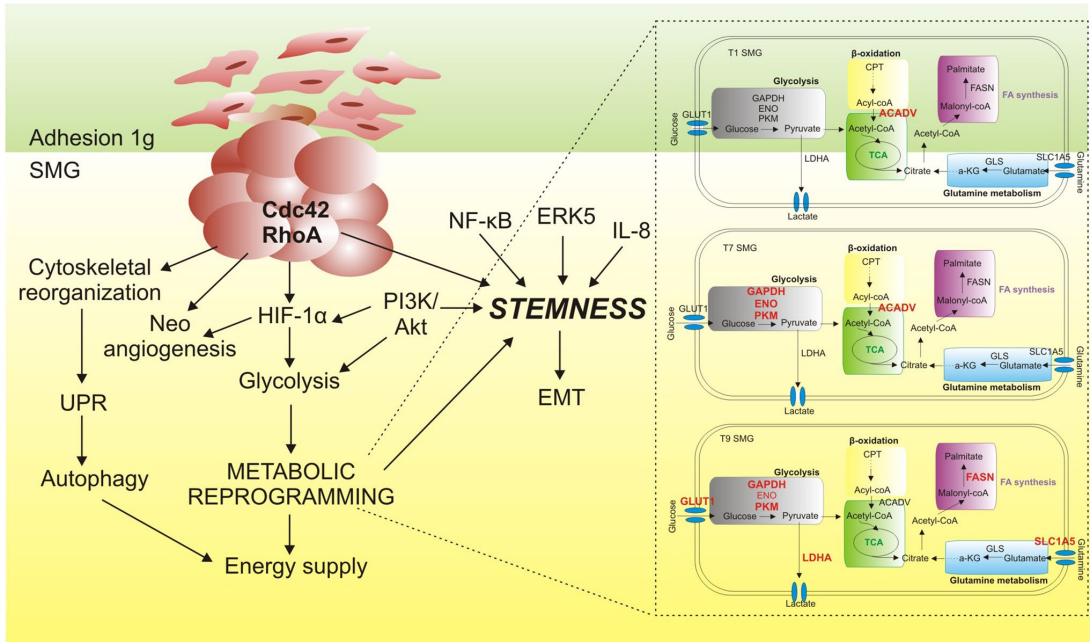 Adhesion 1g
SMG
Cdc42
RhoA
Cytoskeletal
reorganization
Neo
angiogenesis
HIF-1α
PI3K/
Akt
NF-κB
ERK5
IL-8
STEMNESS
EMT
Glycolysis
UPR
Autophagy
METABOLIC
REPROGRAMMING
Energy supply
T1 SMG
β-oxidation
CPT
Acyl-coA
ACADV
Acetyl-CoA
TCA
Glycolysis
GAPDH
ENO
PKM
Glucose
Pyruvate
GLUT1
Glucose
LDHA
Lactate
Palmitate
FASN
Malonyl-coA
FA synthesis
Acetyl-CoA
Citrate
a-KG
GLS
Glutamate
SLC1A5
Glutamine
Glutamine metabolism
T7 SMG
β-oxidation
CPT
Acyl-coA
ACADV
Acetyl-CoA
TCA
Glycolysis
GAPDH
ENO
PKM
Glucose
Pyruvate
GLUT1
Glucose
LDHA
Lactate
Palmitate
FASN
Malonyl-coA
FA synthesis
Acetyl-CoA
Citrate
a-KG
GLS
Glutamate
SLC1A5
Glutamine
Glutamine metabolism
T9 SMG
β-oxidation
CPT
Acyl-coA
ACADV
Acetyl-CoA
TCA
Glycolysis
GAPDH
ENO
PKM
Glucose
Pyruvate
GLUT1
Glucose
LDHA
Lactate
Palmitate
FASN
Malonyl-coA
FA synthesis
Acetyl-CoA
Citrate
a-KG
GLS
Glutamate
SLC1A5
Glutamine
Glutamine metabolism